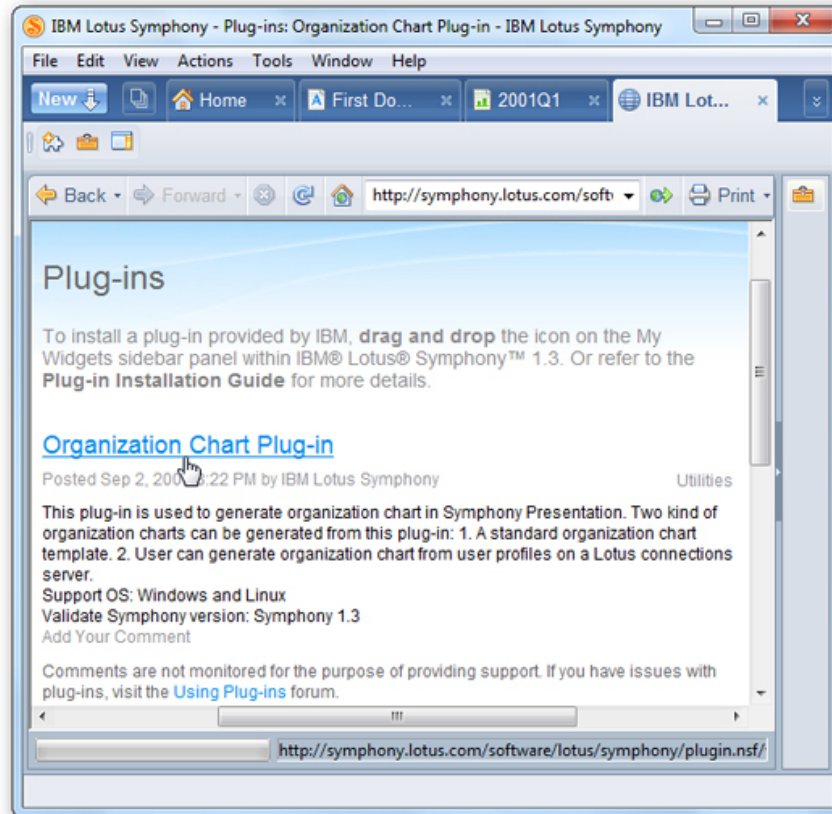 IBM Lotus Symphony - Plug-ins: Organization Chart Plug-in - IBM Lotus Symphony
File Edit View Actions Tools Window Help
New Home First Do... 2001Q1 IBM Lot...
Back Forward http://symphony.lotus.com/soft Print
Plug-ins
To install a plug-in provided by IBM, drag and drop the icon on the My
Widgets sidebar panel within IBM® Lotus® Symphony™ 1.3. Or refer to the
Plug-in Installation Guide for more details.
Organization Chart Plug-in
Posted Sep 2, :22 PM by IBM Lotus Symphony Utilities
This plug-in is used to generate organization chart in Symphony Presentation. Two kind of
organization charts can be generated from this plug-in: 1. A standard organization chart
template. 2. User can generate organization chart from user profiles on a Lotus connections
server.
Support OS: Windows and Linux
Validate Symphony version: Symphony 1.3
Add Your Comment
Comments are not monitored for the purpose of providing support. If you have issues with
plug-ins, visit the Using Plug-ins forum.
http://symphony.lotus.com/software/lotus/symphony/plugin.nsf/